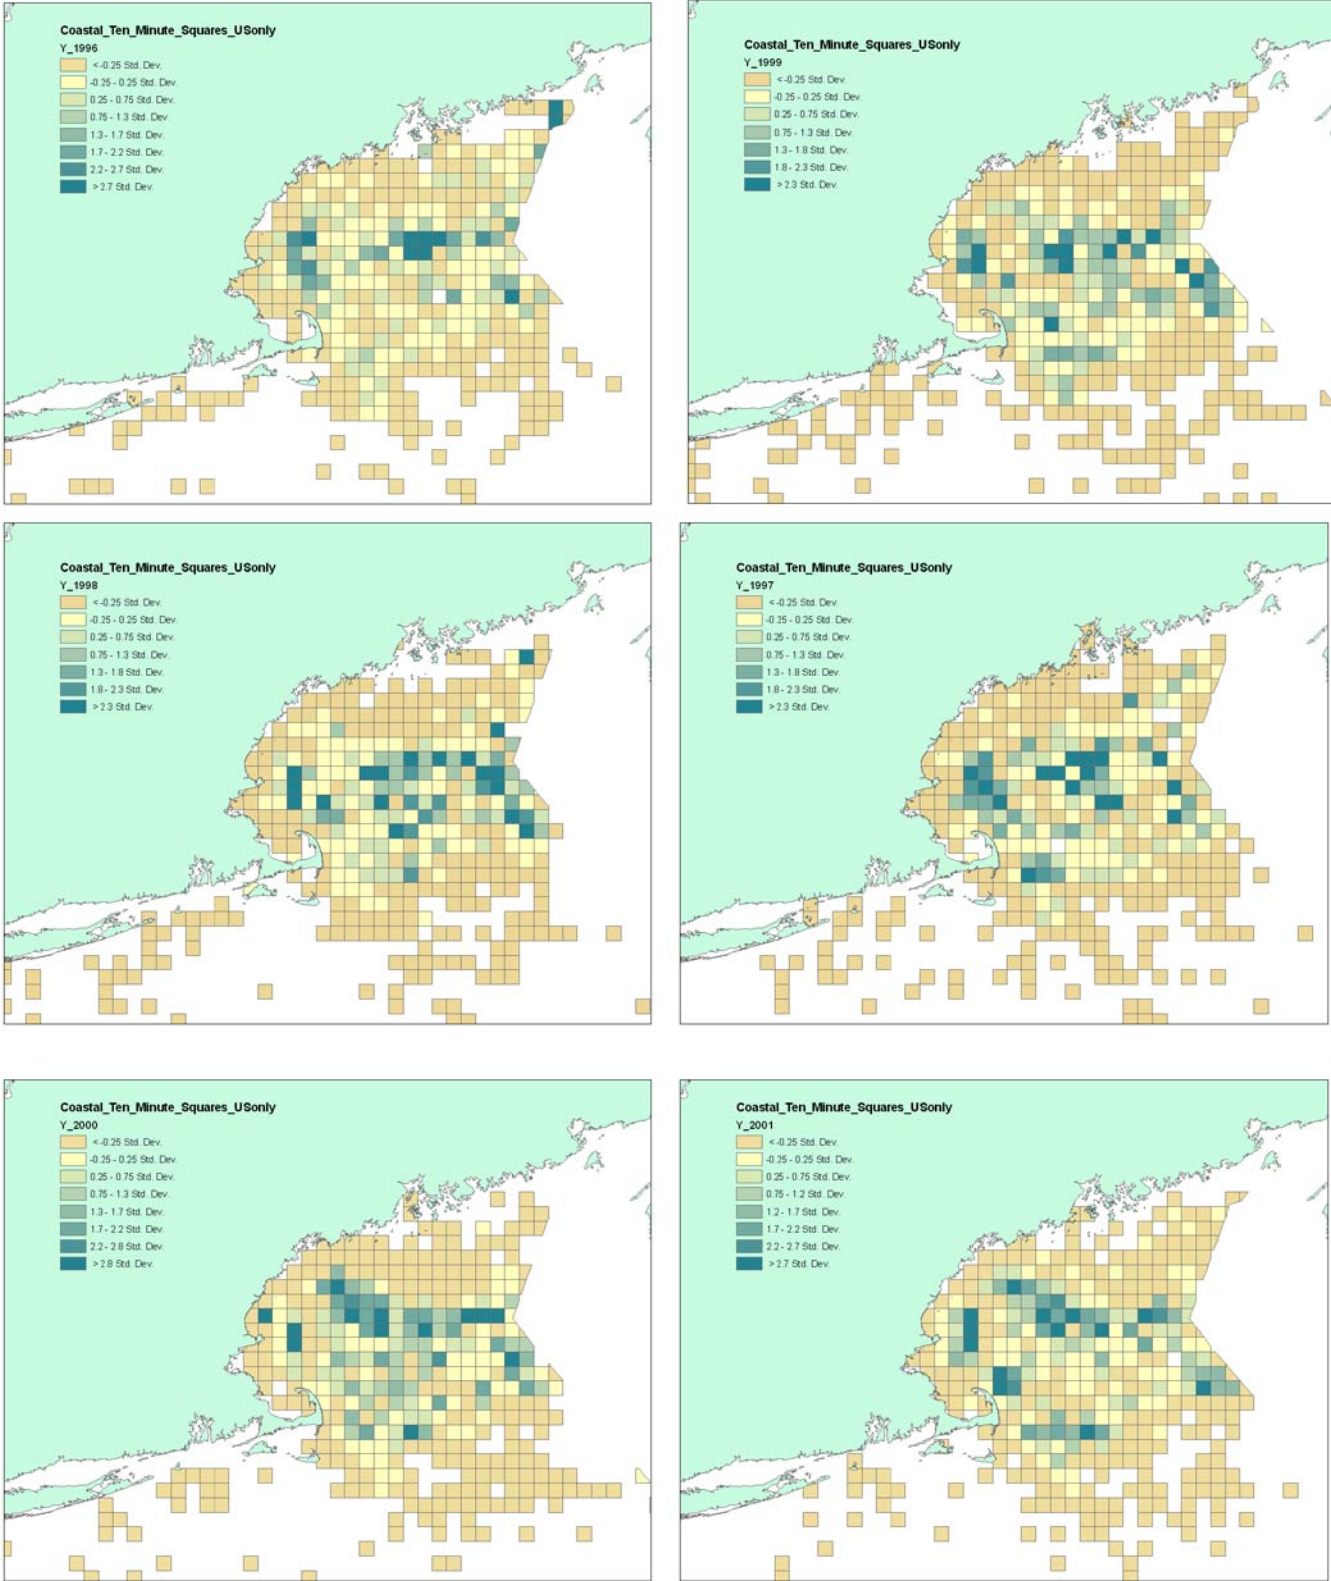 Coastal_Ten_Minute_Squares_USonly
Y_1996
< -0.25 Std. Dev.
-0.25 - 0.25 Std. Dev.
0.25 - 0.75 Std. Dev.
0.75 - 1.3 Std. Dev.
1.3 - 1.7 Std. Dev.
1.7 - 2.2 Std. Dev.
2.2 - 2.7 Std. Dev.
> 2.7 Std. Dev.
Coastal_Ten_Minute_Squares_USonly
Y_1999
< -0.25 Std. Dev.
-0.25 - 0.25 Std. Dev.
0.25 - 0.75 Std. Dev.
0.75 - 1.3 Std. Dev.
1.3 - 1.8 Std. Dev.
1.8 - 2.3 Std. Dev.
> 2.3 Std. Dev.
Coastal_Ten_Minute_Squares_USonly
Y_1998
< -0.25 Std. Dev.
-0.25 - 0.25 Std. Dev.
0.25 - 0.75 Std. Dev.
0.75 - 1.3 Std. Dev.
1.3 - 1.8 Std. Dev.
1.8 - 2.3 Std. Dev.
> 2.3 Std. Dev.
Coastal_Ten_Minute_Squares_USonly
Y_1997
< -0.25 Std. Dev.
-0.25 - 0.25 Std. Dev.
0.25 - 0.75 Std. Dev.
0.75 - 1.3 Std. Dev.
1.3 - 1.8 Std. Dev.
1.8 - 2.3 Std. Dev.
> 2.3 Std. Dev.
Coastal_Ten_Minute_Squares_USonly
Y_2000
< -0.25 Std. Dev.
-0.25 - 0.25 Std. Dev.
0.25 - 0.75 Std. Dev.
0.75 - 1.3 Std. Dev.
1.3 - 1.7 Std. Dev.
1.7 - 2.2 Std. Dev.
2.2 - 2.8 Std. Dev.
> 2.8 Std. Dev.
Coastal_Ten_Minute_Squares_USonly
Y_2001
< -0.25 Std. Dev.
-0.25 - 0.25 Std. Dev.
0.25 - 0.75 Std. Dev.
0.75 - 1.2 Std. Dev.
1.2 - 1.7 Std. Dev.
1.7 - 2.2 Std. Dev.
2.2 - 2.7 Std. Dev.
> 2.7 Std. Dev.